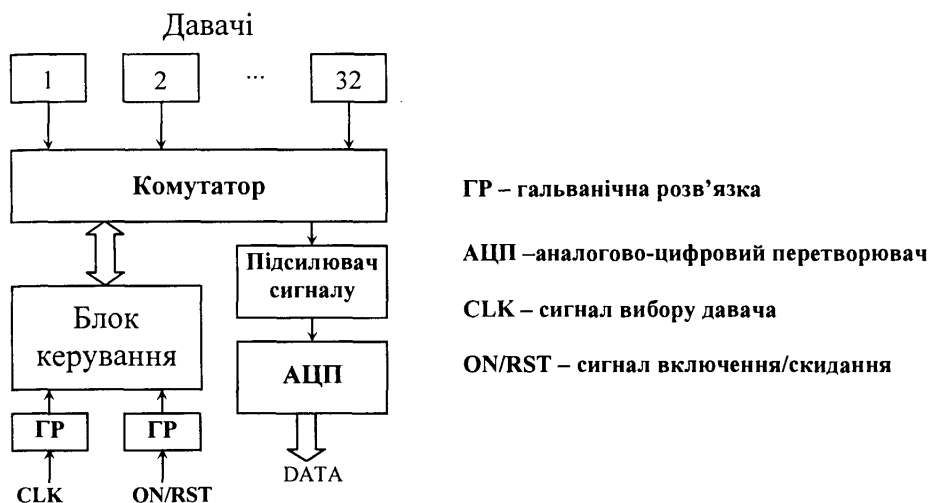 Давачі
1 2 ... 32
Комутатор
Підсилювач
сигналу
Блок
керування
АЦП
ГР ГР
DATA
CLK ON/RST
ГР – гальванічна розв'язка
АЦП –аналогово-цифровий перетворювач
CLK – сигнал вибору давача
ON/RST – сигнал включення/скидання